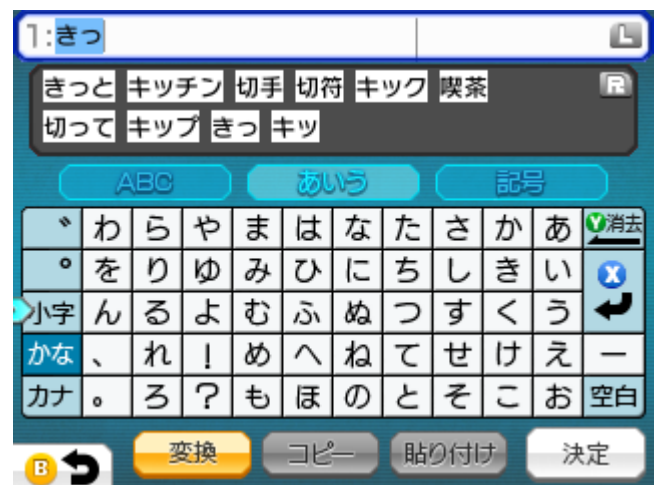 1:きっ L
きっと キッチン 切手 切符 キック 喫茶 R
切って キップ きっ キッ
ABC あいう 記号
゛ わ ら や ま は な た さ か あ Y消去
゜ を り ゆ み ひ に ち し き い X
小字 ん る よ む ふ ぬ つ す く う
かな 、 れ ! め へ ね て せ け え ー
カナ 。 ろ ? も ほ の と そ こ お 空白
B 変換 コピー 貼り付け 決定